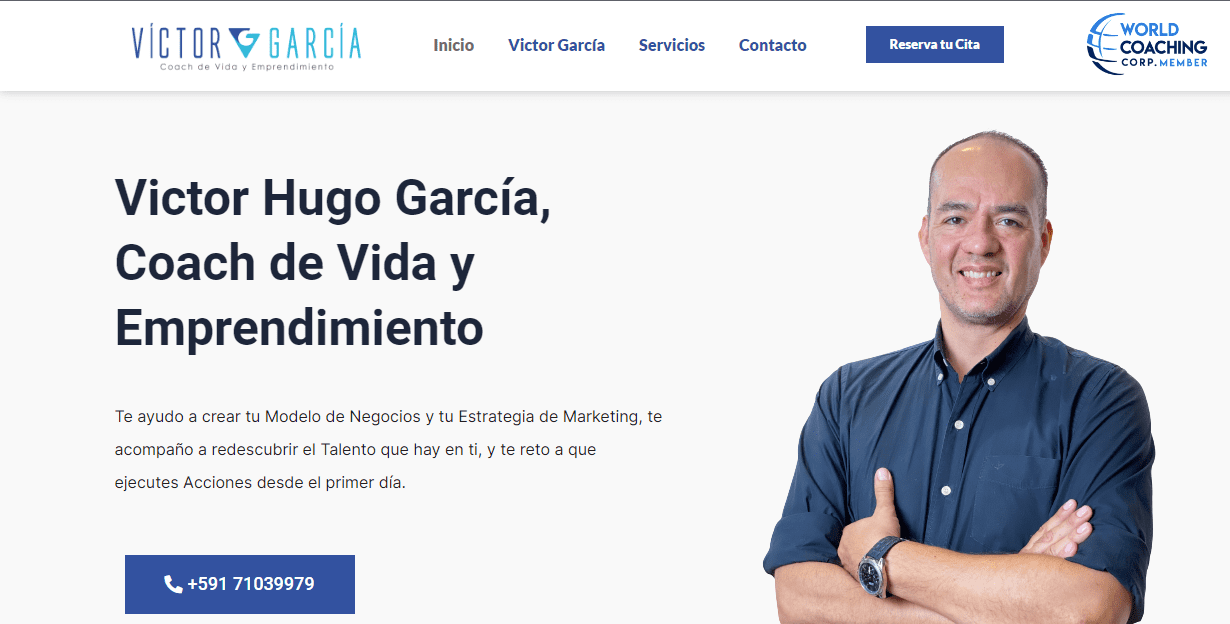 VÍCTOR GARCÍA
Coach de Vida y Emprendimiento
Inicio
Victor García
Servicios
Contacto
Reserva tu Cita
WORLD
COACHING
CORP. MEMBER
Victor Hugo García,
Coach de Vida y
Emprendimiento
Te ayudo a crear tu Modelo de Negocios y tu Estrategia de Marketing, te
acompaño a redescubrir el Talento que hay en ti, y te reto a que
ejecutes Acciones desde el primer día.
+591 71039979